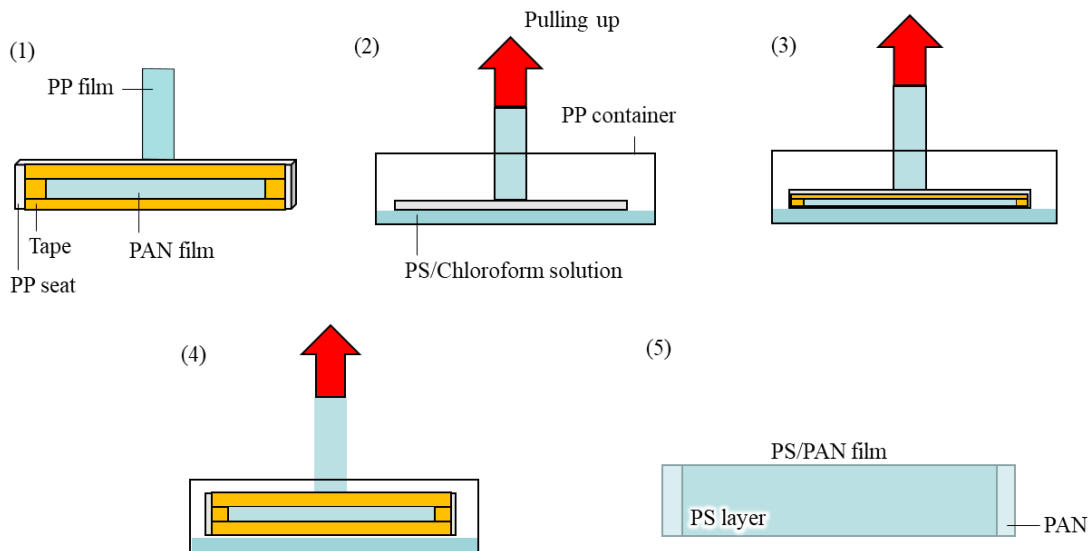 (1)
PP film
Tape
PAN film
PP seat
(2)
Pulling up
PP container
PS/Chloroform solution
(3)
(4)
(5)
PS/PAN film
PS layer
PAN